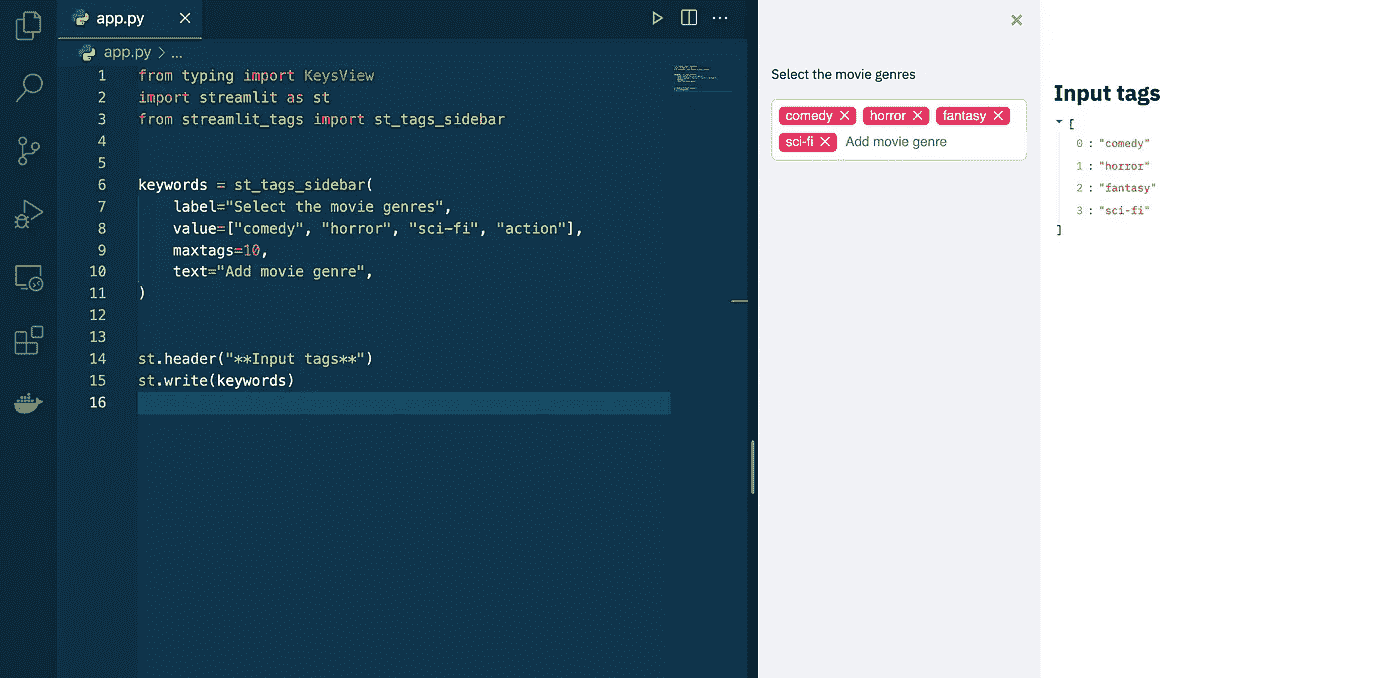 app.py
app.py > ...
1 from typing import KeysView
2 import streamlit as st
3 from streamlit_tags import st_tags_sidebar
4
5
6 keywords = st_tags_sidebar(
7     label="Select the movie genres",
8     value=["comedy", "horror", "sci-fi", "action"],
9     maxtags=10,
10     text="Add movie genre",
11 )
12
13
14 st.header("**Input tags**")
15 st.write(keywords)
16
Select the movie genres
comedy horror fantasy
sci-fi Add movie genre
Input tags
[
0 : "comedy"
1 : "horror"
2 : "fantasy"
3 : "sci-fi"
]